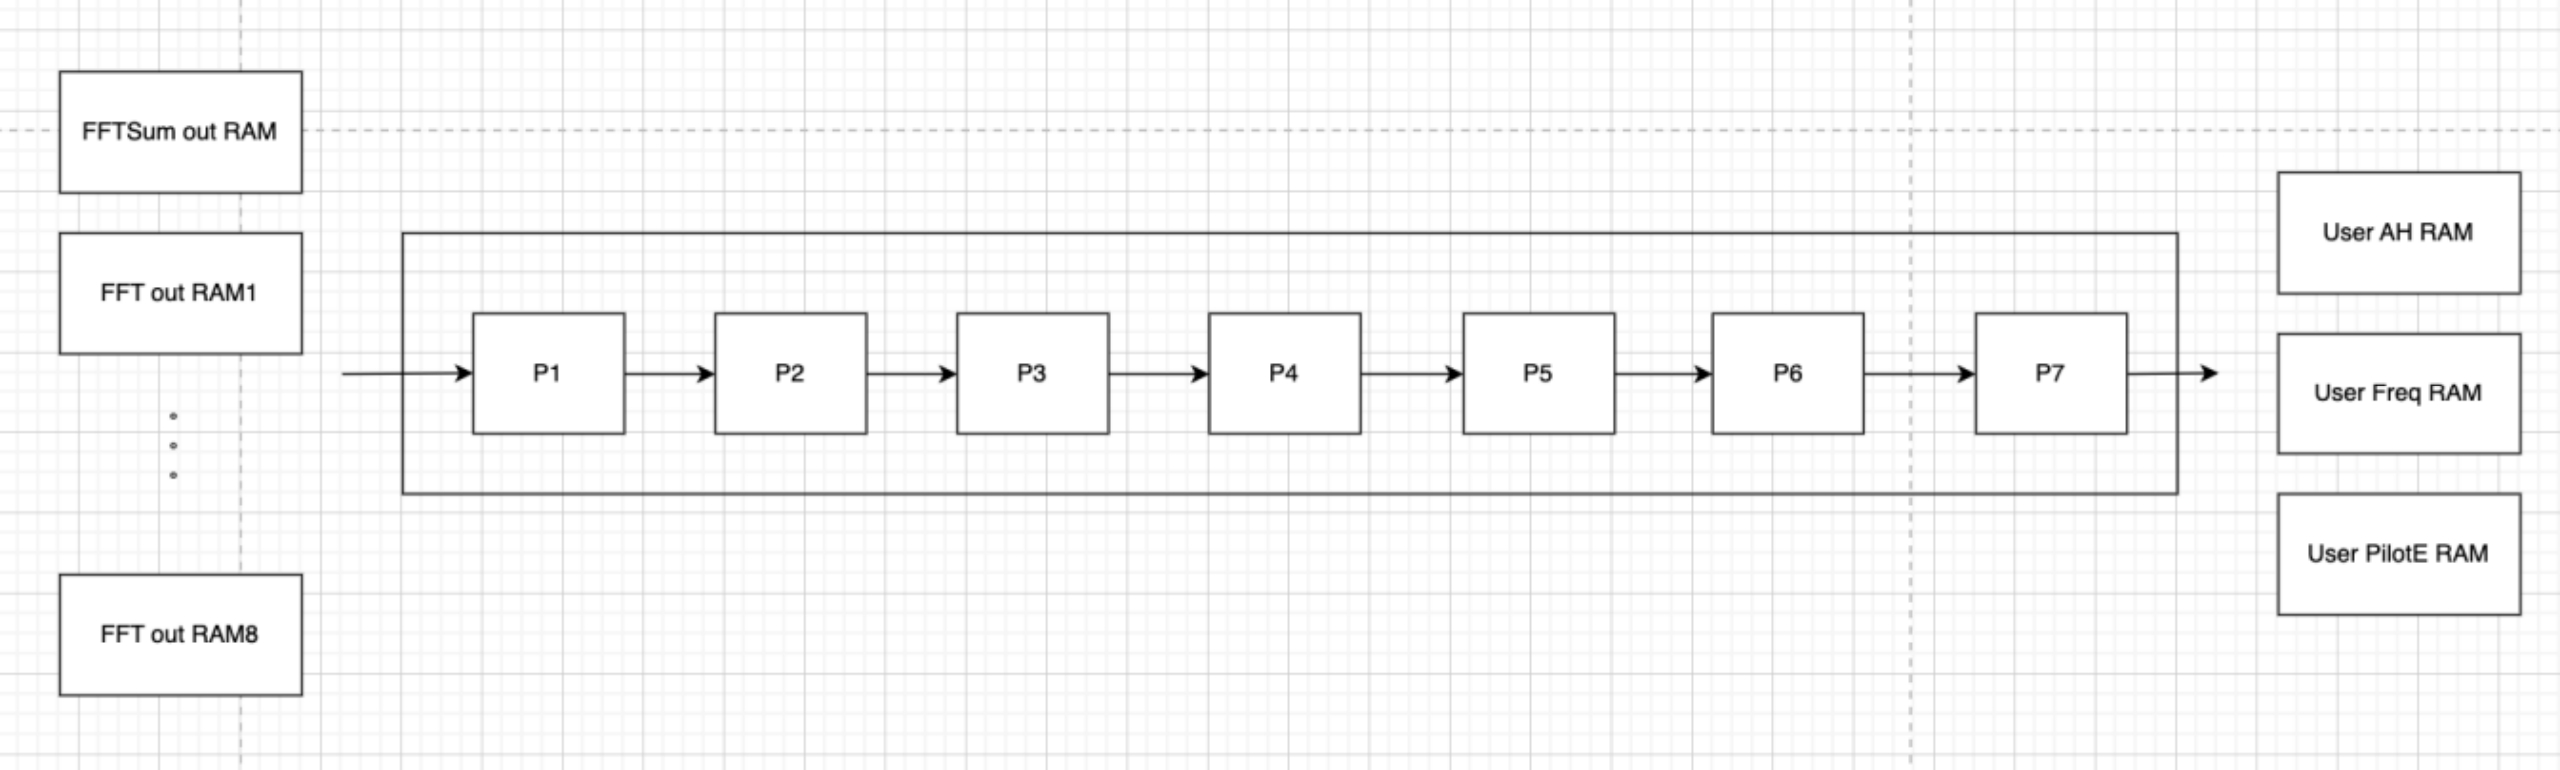 FFTSum out RAM
FFT out RAM1
FFT out RAM8
P1
P2
P3
P4
P5
P6
P7
User AH RAM
User Freq RAM
User PilotE RAM